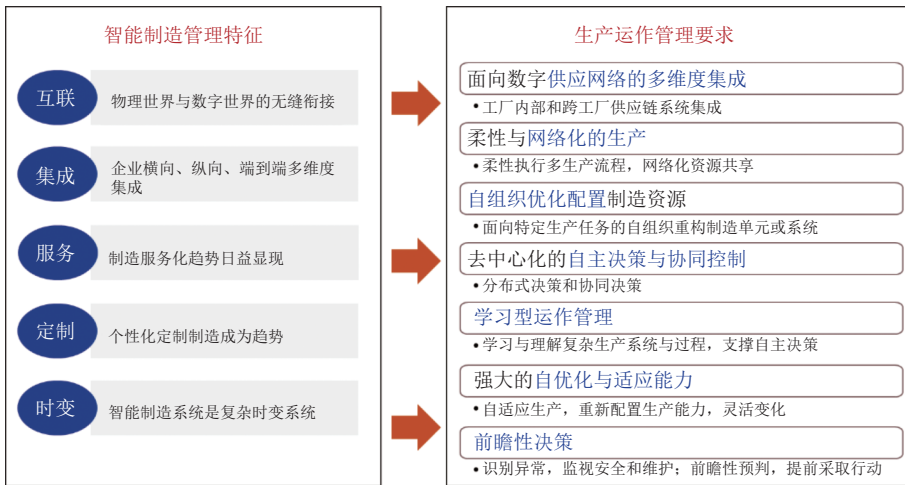 智能制造管理特征
互联
物理世界与数字世界的无缝衔接
集成
企业横向、纵向、端到端多维度
集成
服务
制造服务化趋势日益显现
定制
个性化定制制造成为趋势
时变
智能制造系统是复杂时变系统
生产运作管理要求
面向数字供应网络的多维度集成
•工厂内部和跨工厂供应链系统集成
柔性与网络化的生产
•柔性执行多生产流程，网络化资源共享
自组织优化配置制造资源
•面向特定生产任务的自组织重构制造单元或系统
去中心化的自主决策与协同控制
•分布式决策和协同决策
学习型运作管理
•学习与理解复杂生产系统与过程，支撑自主决策
强大的自优化与适应能力
•自适应生产，重新配置生产能力，灵活变化
前瞻性决策
•识别异常，监视安全和维护；前瞻性预判，提前采取行动